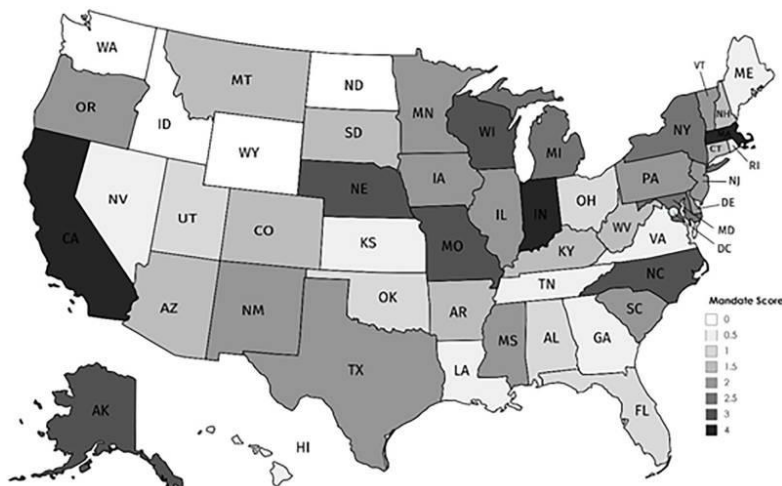 WA
MT
ND
MN
VT
ME
OR
ID
SD
WI
NH
WY
MI
NY
CT
RI
NE
IA
PA
NJ
NV
OH
DE
UT
IL
IN
MD
CA
CO
WV
DC
KS
MO
KY
VA
AZ
NM
OK
TN
NC
AR
SC
TX
MS
AL
GA
LA
AK
HI
FL
Mandate Score
0
0.5
1
1.5
2
2.5
3
4